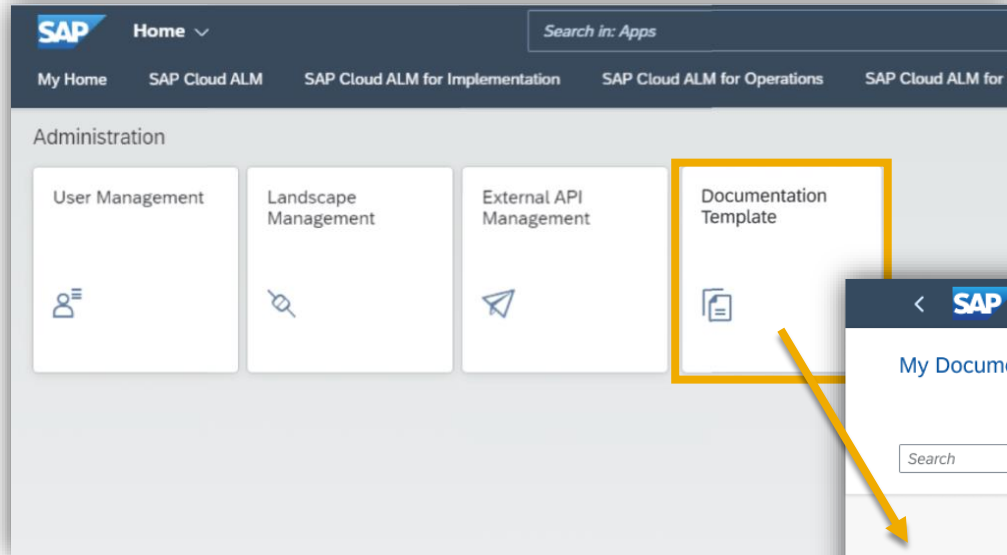 SAP Home
Search in: Apps
My Home SAP Cloud ALM SAP Cloud ALM for Implementation SAP Cloud ALM for Operations SAP Cloud ALM for
Administration
User Management
Landscape
Management
External API
Management
Documentation
Template
SAP
My Docume
Search